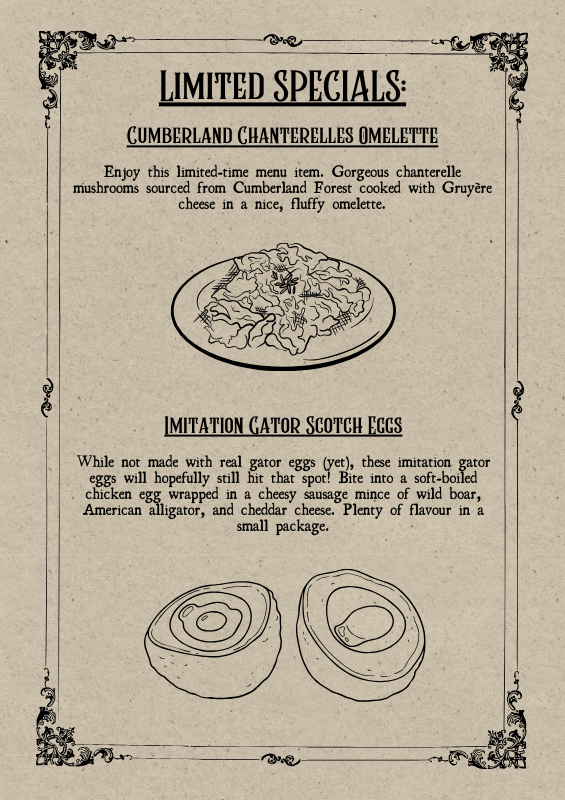 LIMITED SPECIALS:
CUMBERLAND CHANTERELLES OMELETTE
Enjoy this limited-time menu item. Gorgeous chanterelle
mushrooms sourced from Cumberland Forest cooked with Gruyère
cheese in a nice, fluffy omelette.
IMITATION GATOR SCOTCH EGGS
While not made with real gator eggs (yet), these imitation gator
eggs will hopefully still hit that spot! Bite into a soft-boiled
chicken egg wrapped in a cheesy sausage mince of wild boar,
American alligator, and cheddar cheese. Plenty of flavour in a
small package.